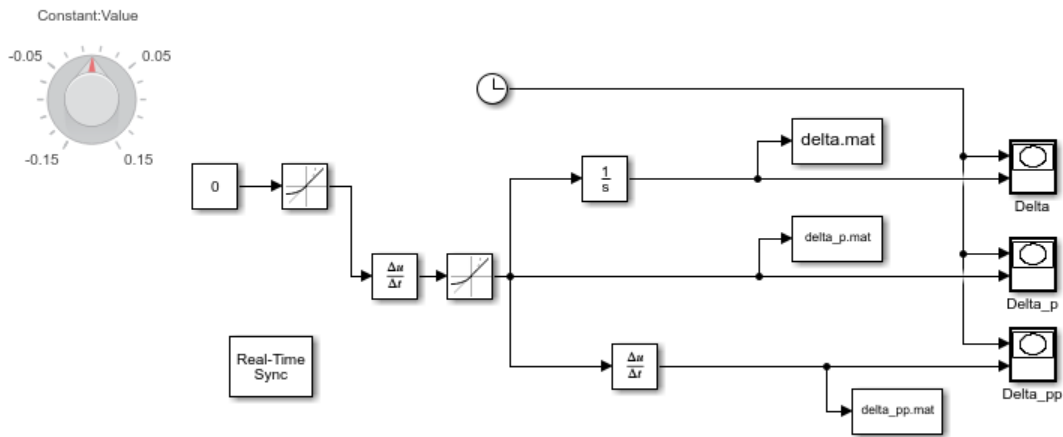 Constant:Value
-0.05
0.05
-0.15
0.15
0
Δu
Δt
1
s
delta.mat
Delta
delta_p.mat
Delta_p
Real-Time
Sync
Δu
Δt
delta_pp.mat
Delta_pp